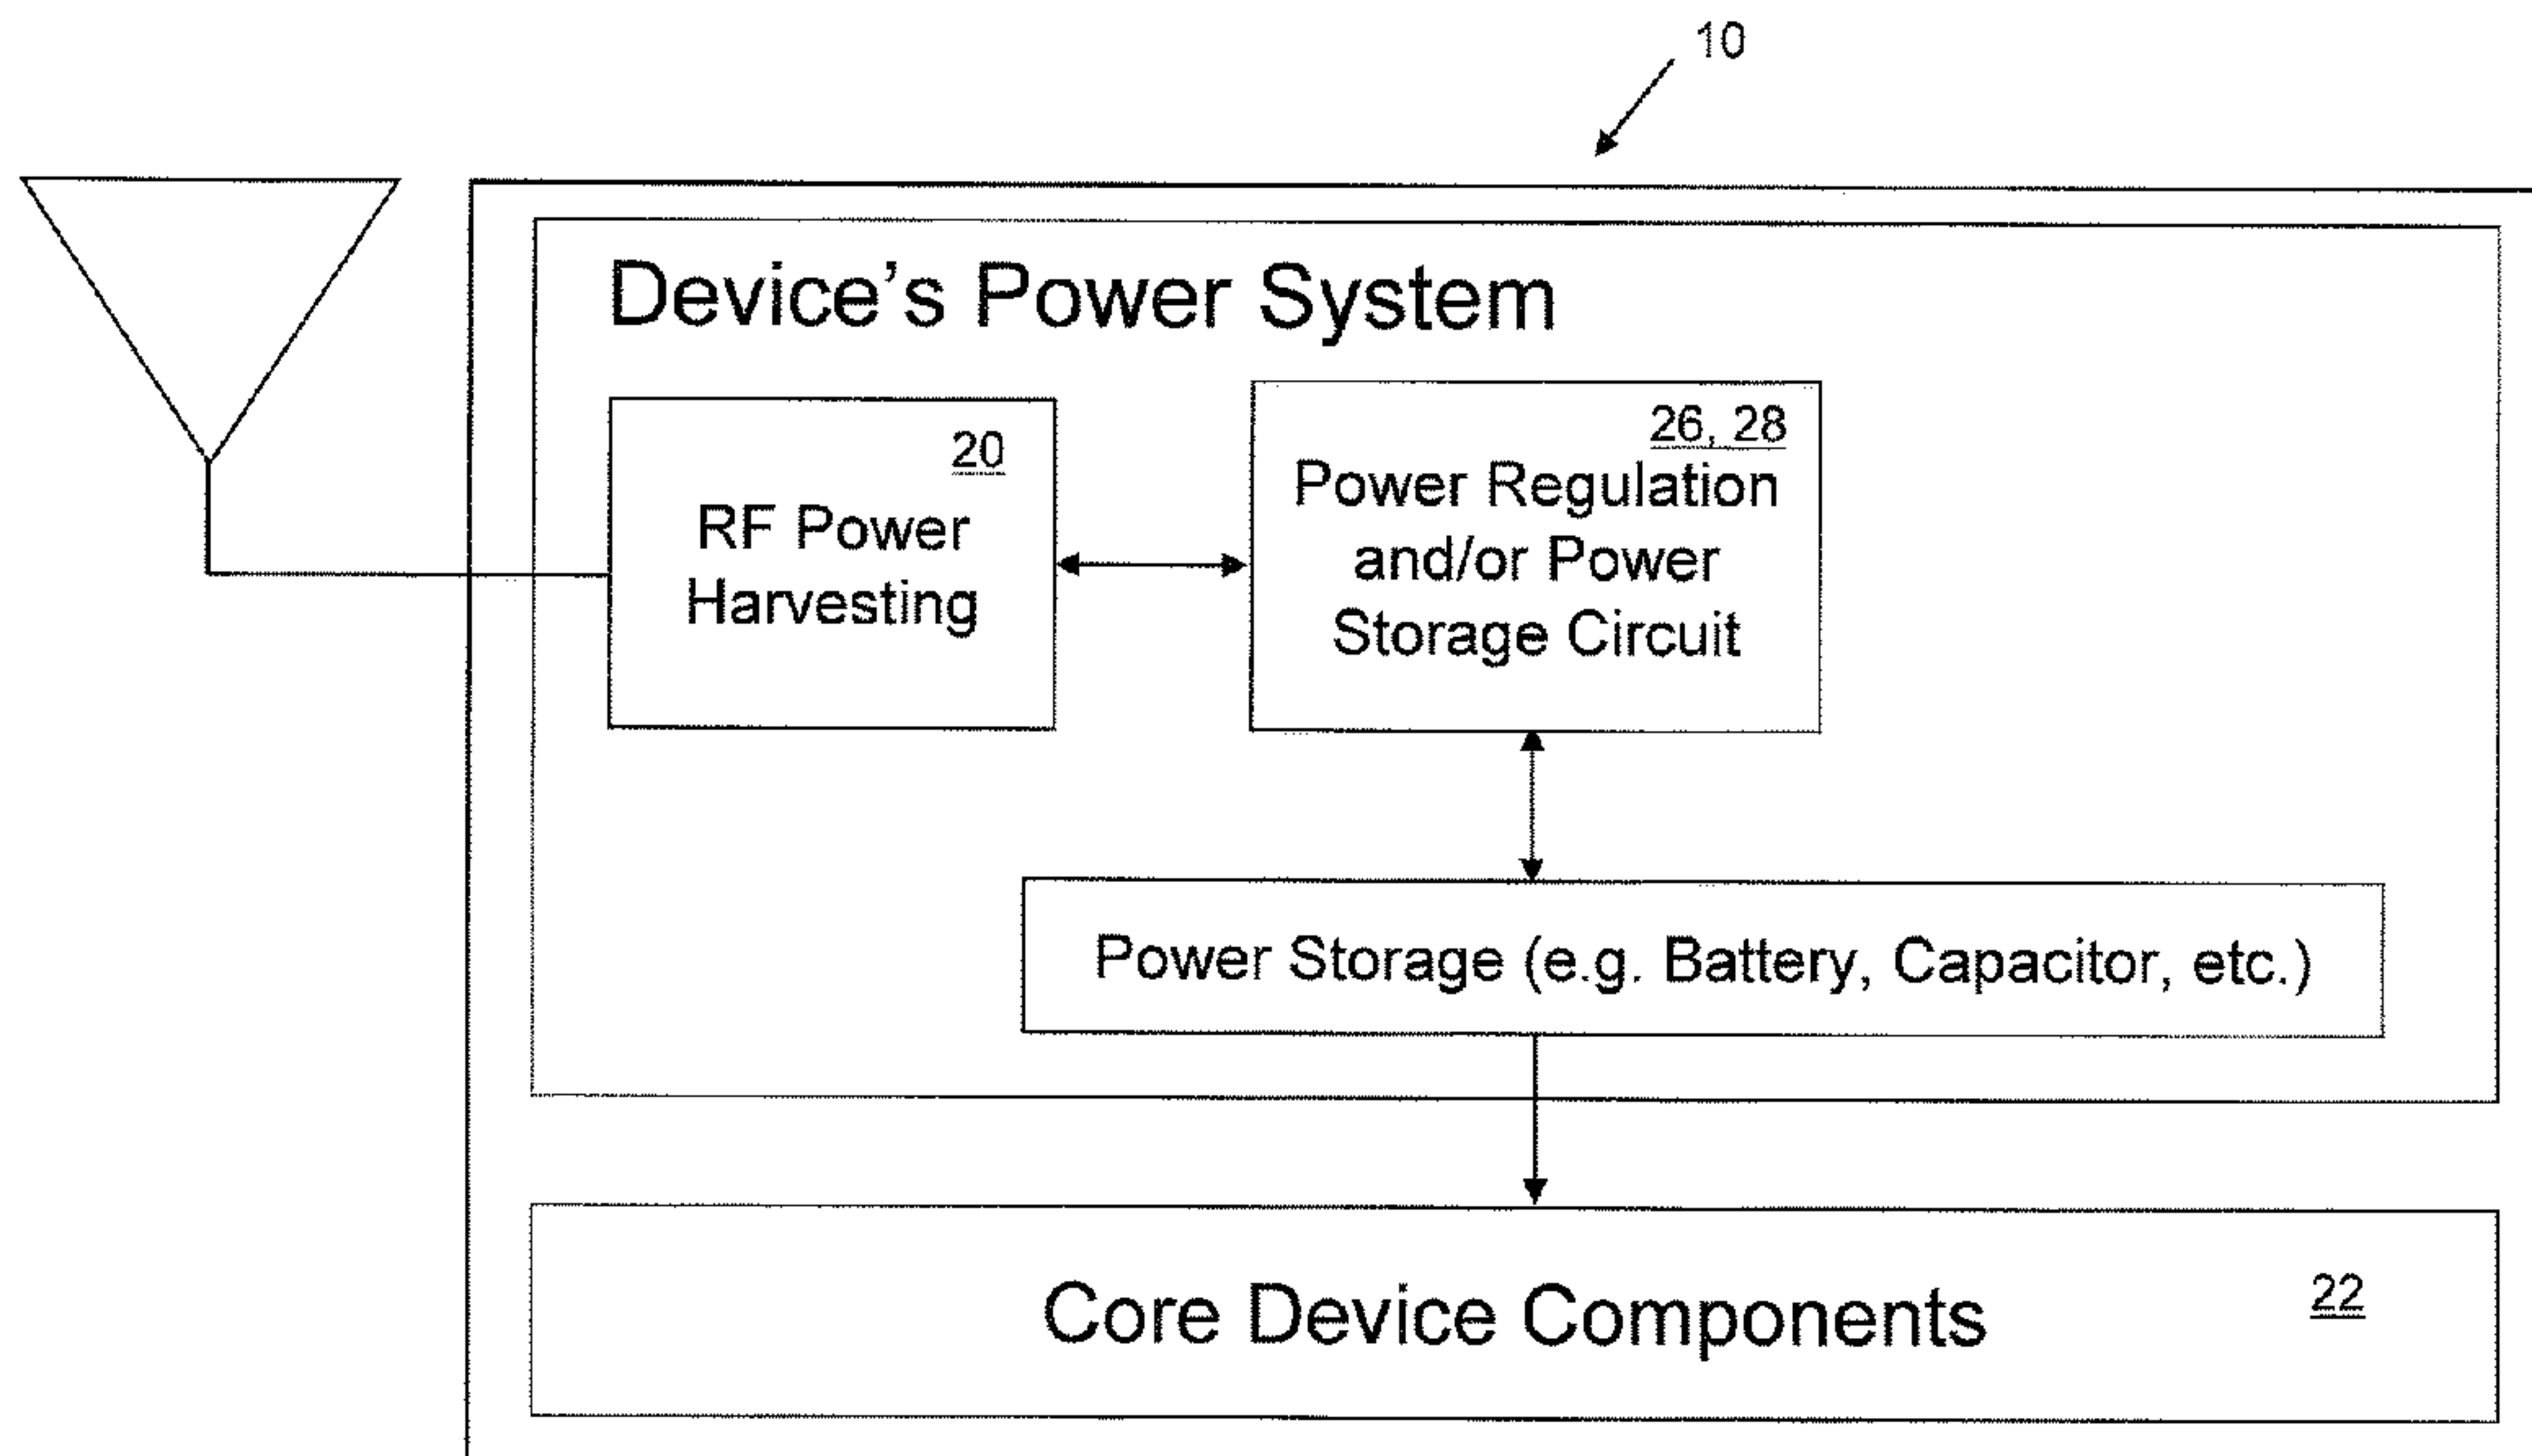 10
Device's Power System
20
RF Power
Harvesting
26, 28
Power Regulation
and/or Power
Storage Circuit
Power Storage (e.g. Battery, Capacitor, etc.)
Core Device Components
22